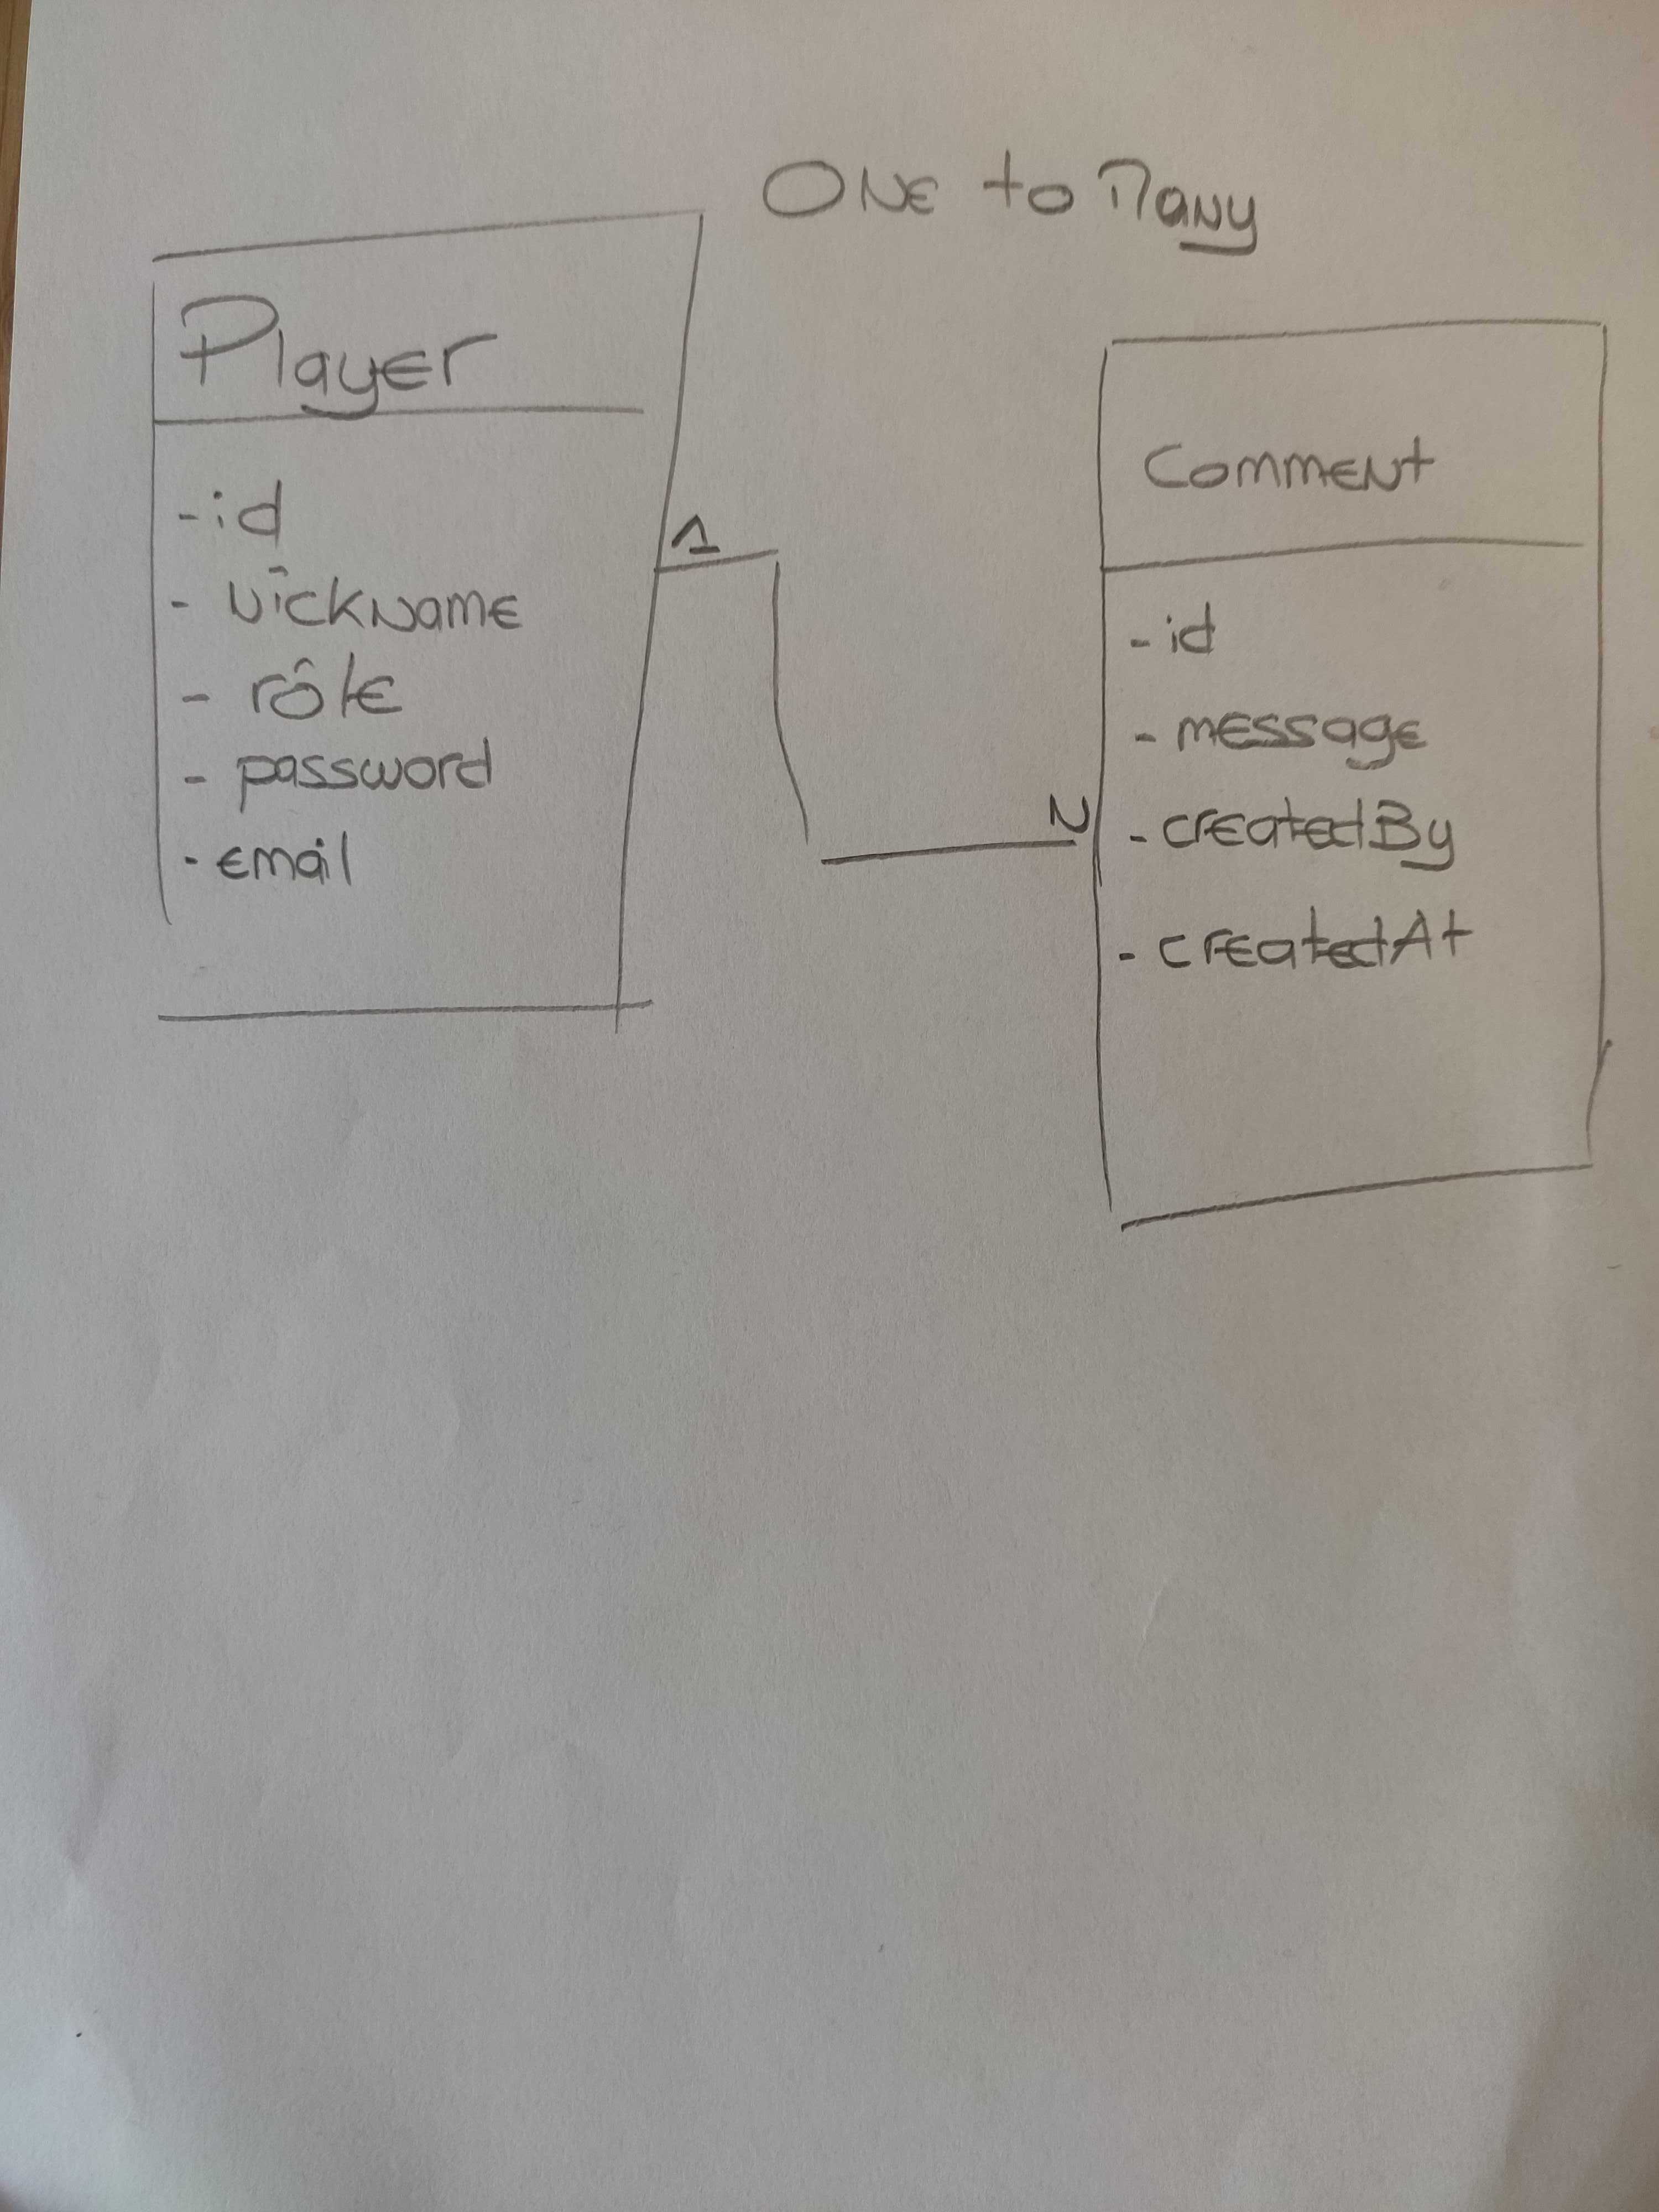 ONE to Many
Player
-id
- nickname
- rôle
- password
- email
1
N
Comment
-id
- message
- createdBy
- createdAt